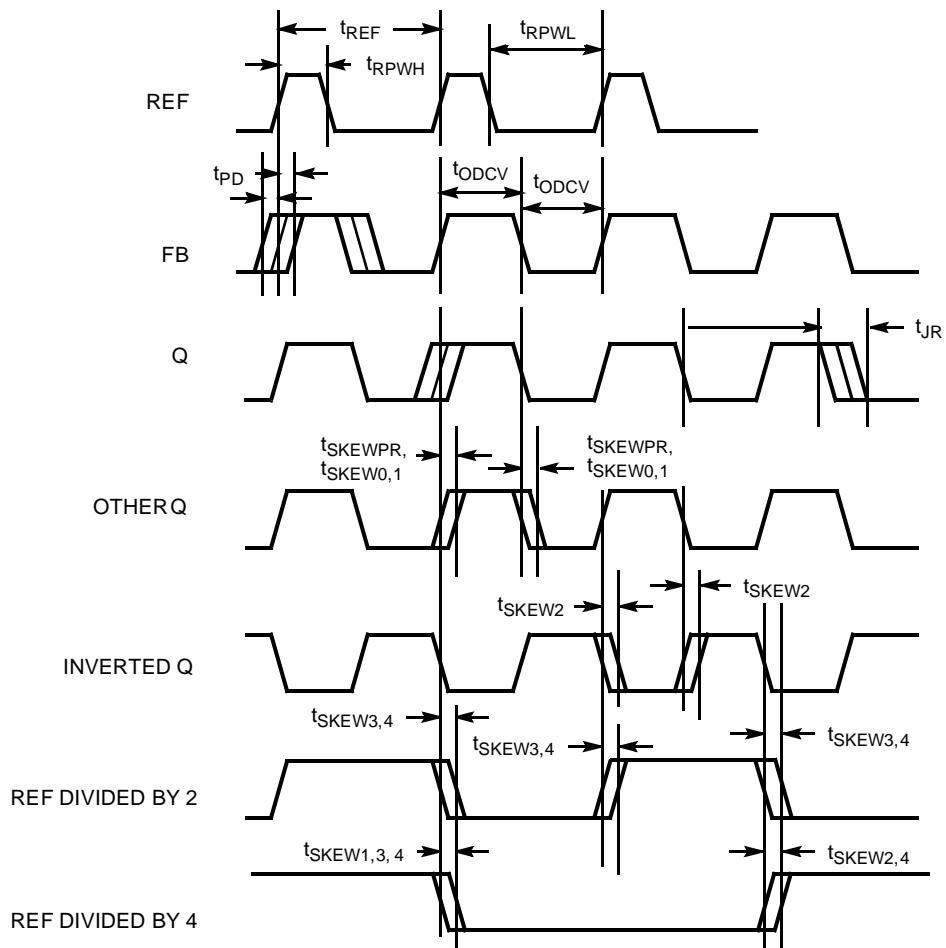 tREF
tRPWL
tRPWH
REF
tPD
tODCV
tODCV
FB
Q
tJR
tSKEWPR,
tSKEW0,1
tSKEWPR,
tSKEW0,1
OTHER Q
tSKEW2
tSKEW2
INVERTED Q
tSKEW3,4
tSKEW3,4
tSKEW3,4
REF DIVIDED BY 2
tSKEW1,3,4
tSKEW2,4
REF DIVIDED BY 4